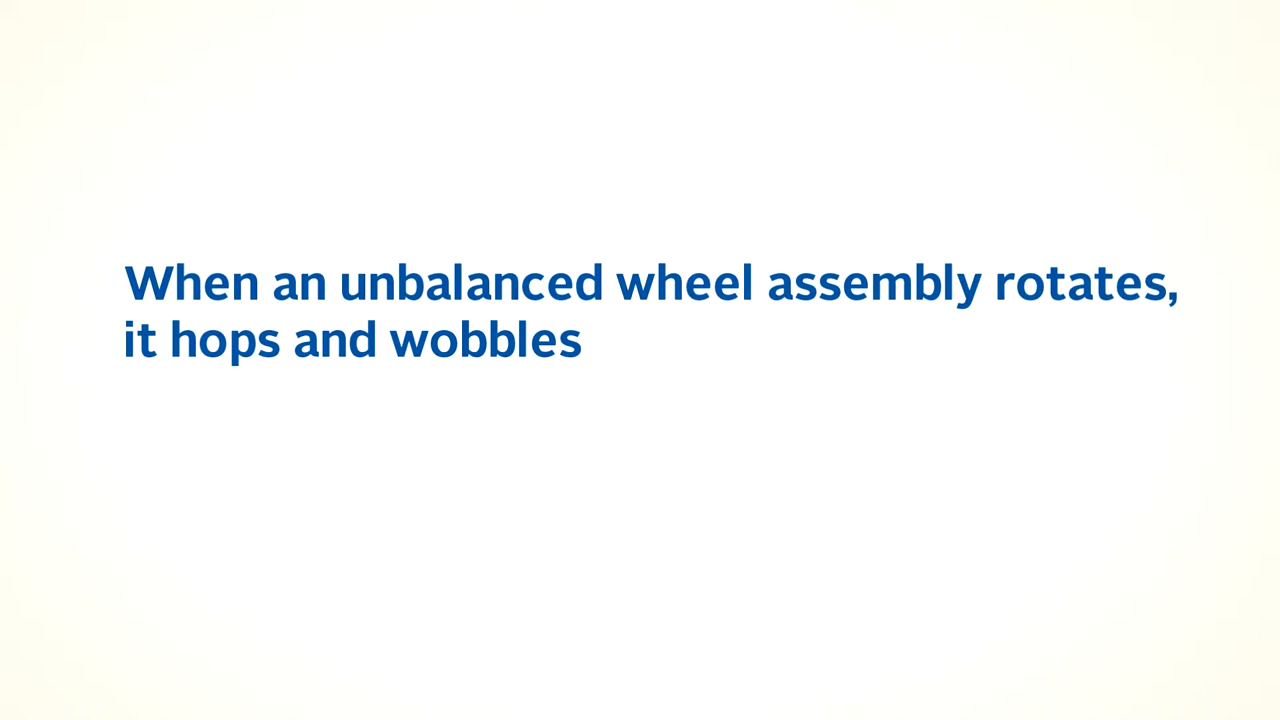 When an unbalanced wheel assembly rotates,
it hops and wobbles